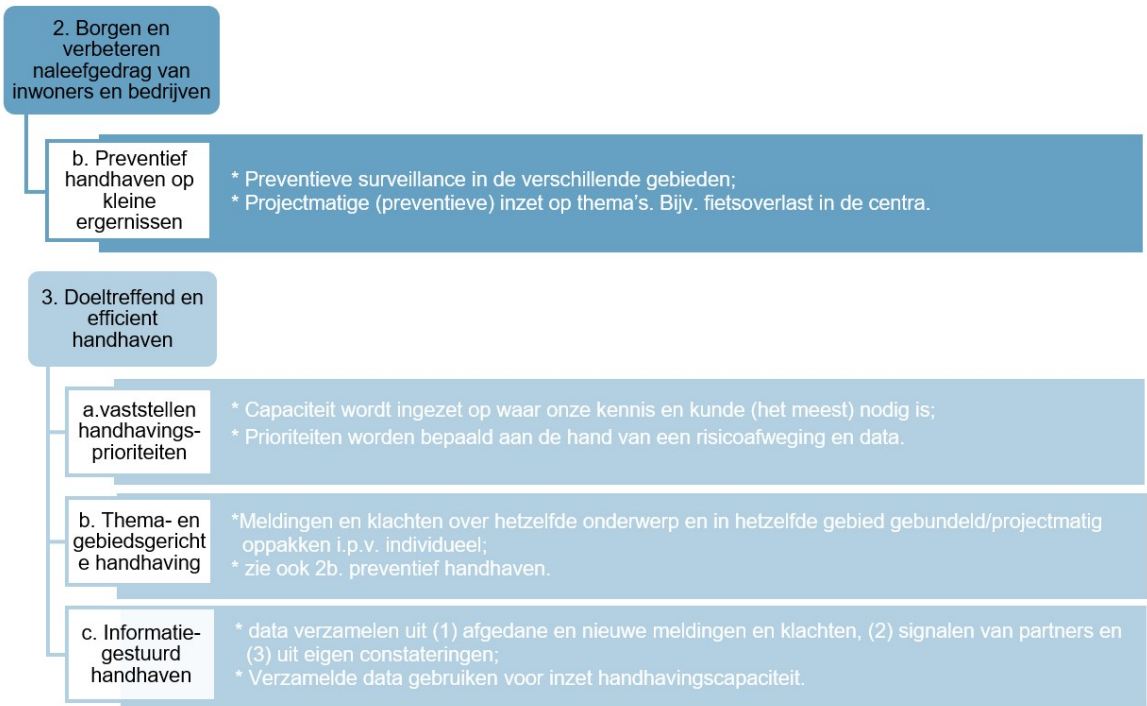 2. Borgen en
verbeteren
naleefgedrag van
inwoners en bedrijven
b. Preventief
handhaven op
kleine
ergernissen
* Preventieve surveillance in de verschillende gebieden;
* Projectmatige (preventieve) inzet op thema’s. Bijv. fietsoverlast in de centra.
3. Doeltreffend en
efficient
handhaven
a.vaststellen
handhavings-
prioriteiten
* Capaciteit wordt ingezet op waar onze kennis en kunde (het meest) nodig is;
* Prioriteiten worden bepaald aan de hand van een risicoafweging en data.
b. Thema- en
gebiedsgericht
e handhaving
*Meldingen en klachten over hetzelfde onderwerp en in hetzelfde gebied gebundeld/projectmatig
oppakken i.p.v. individueel;
* zie ook 2b. preventief handhaven.
c. Informatie-
gestuurd
handhaven
* data verzamelen uit (1) afgedane en nieuwe meldingen en klachten, (2) signalen van partners en
(3) uit eigen constateringen;
* Verzamelde data gebruiken voor inzet handhavingscapaciteit.